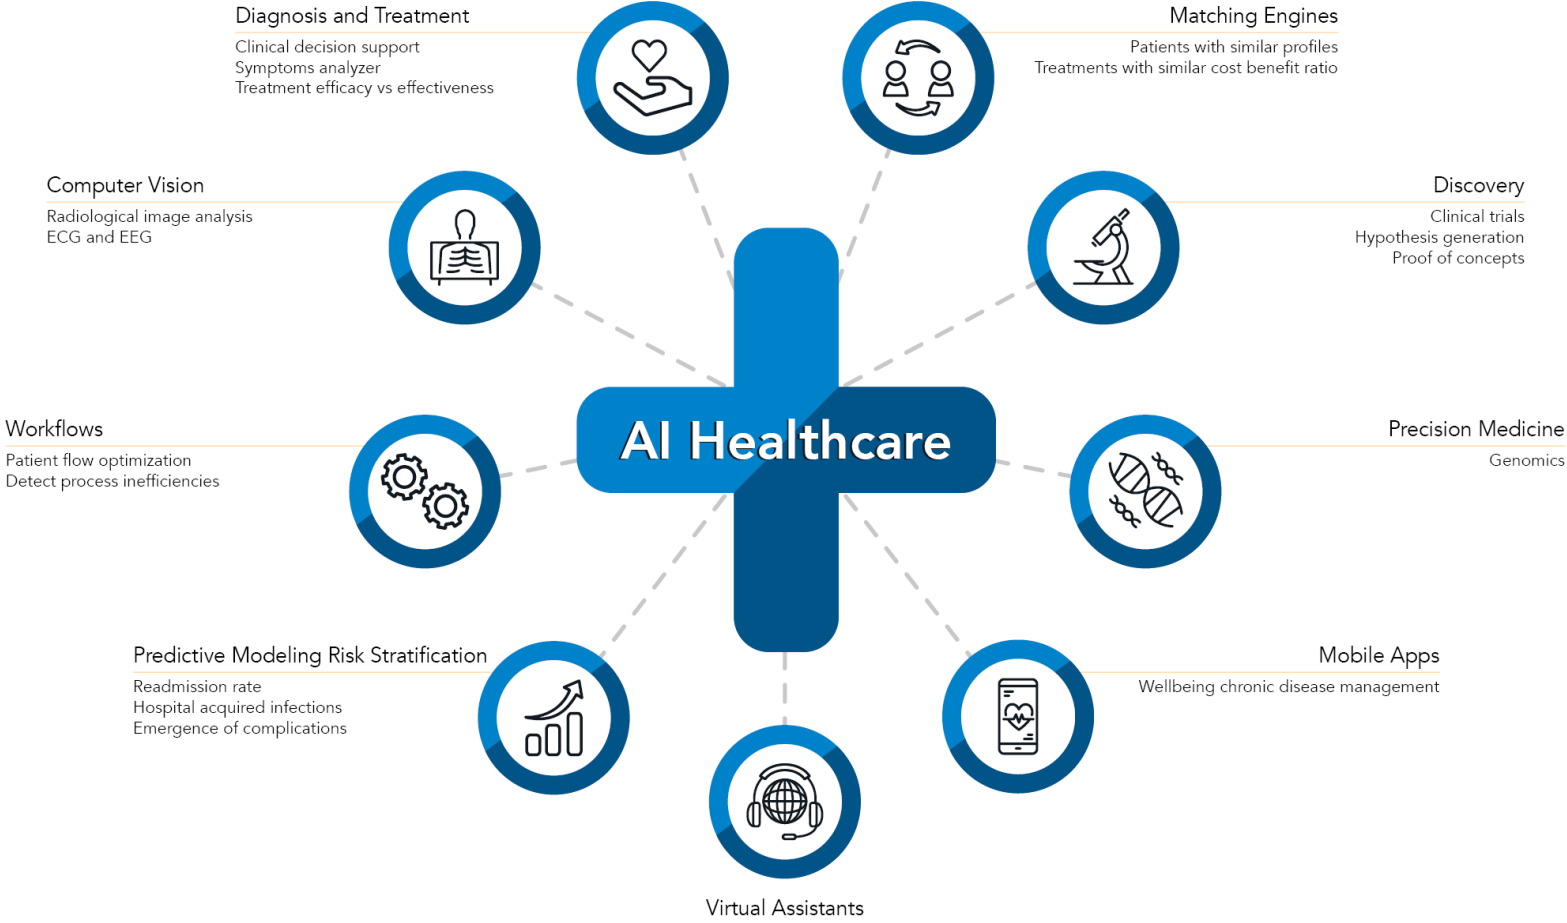 Diagnosis and Treatment
Clinical decision support
Symptoms analyzer
Treatment efficacy vs effectiveness
Matching Engines
Patients with similar profiles
Treatments with similar cost benefit ratio
Computer Vision
Radiological image analysis
ECG and EEG
Discovery
Clinical trials
Hypothesis generation
Proof of concepts
AI Healthcare
Workflows
Patient flow optimization
Detect process inefficiencies
Precision Medicine
Genomics
Predictive Modeling Risk Stratification
Readmission rate
Hospital acquired infections
Emergence of complications
Mobile Apps
Wellbeing chronic disease management
Virtual Assistants